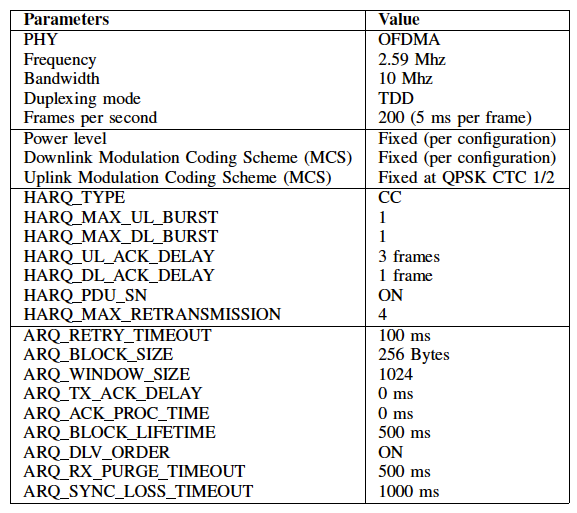 Parameters Value
PHY OFDMA
Frequency 2.59 Mhz
Bandwidth 10 Mhz
Duplexing mode TDD
Frames per second 200 (5 ms per frame)
Power level Fixed (per configuration)
Downlink Modulation Coding Scheme (MCS) Fixed (per configuration)
Uplink Modulation Coding Scheme (MCS) Fixed at QPSK CTC 1/2
HARQ_TYPE CC
HARQ_MAX_UL_BURST 1
HARQ_MAX_DL_BURST 1
HARQ_UL_ACK_DELAY 3 frames
HARQ_DL_ACK_DELAY 1 frame
HARQ_PDU_SN ON
HARQ_MAX_RETRANSMISSION 4
ARQ_RETRY_TIMEOUT 100 ms
ARQ_BLOCK_SIZE 256 Bytes
ARQ_WINDOW_SIZE 1024
ARQ_TX_ACK_DELAY 0 ms
ARQ_ACK_PROC_TIME 0 ms
ARQ_BLOCK_LIFETIME 500 ms
ARQ_DLV_ORDER ON
ARQ_RX_PURGE_TIMEOUT 500 ms
ARQ_SYNC_LOSS_TIMEOUT 1000 ms